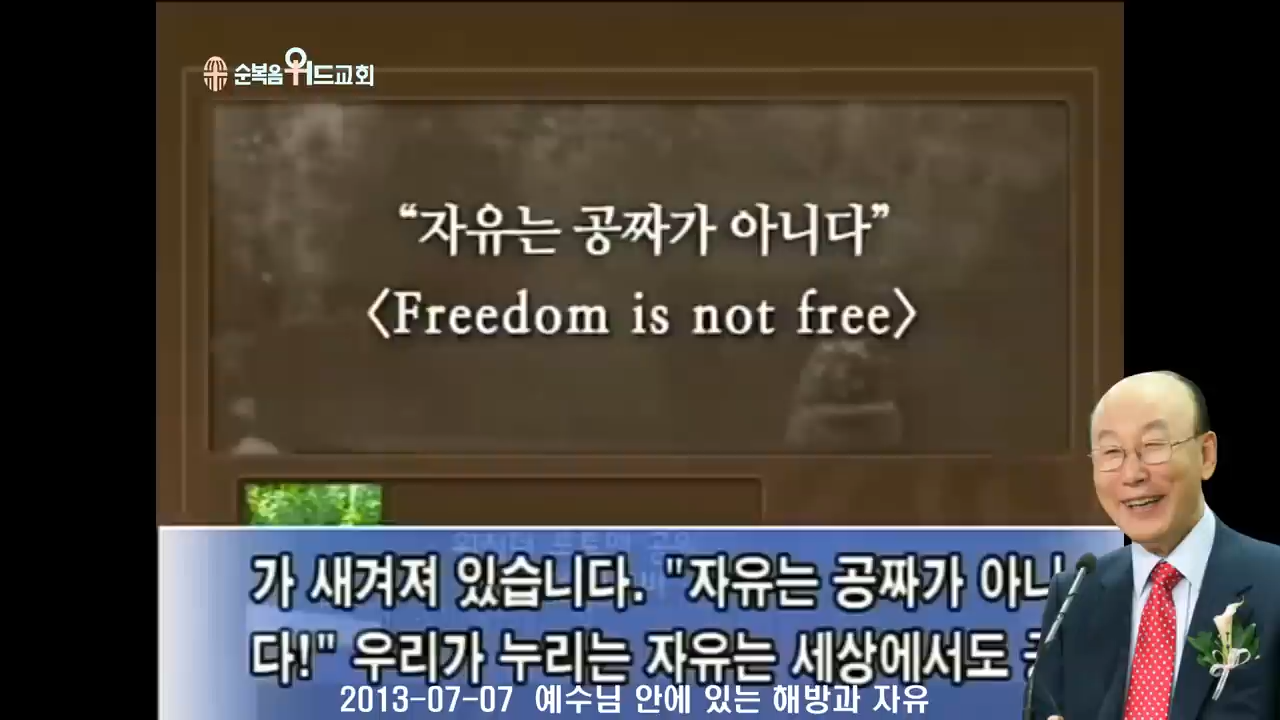 순복음워드교회
“자유는 공짜가 아니다”
〈Freedom is not free〉
가 새겨져 있습니다. "자유는 공짜가 아니
다!" 우리가 누리는 자유는 세상에서도
2013-07-07 예수님 안에 있는 해방과 자유